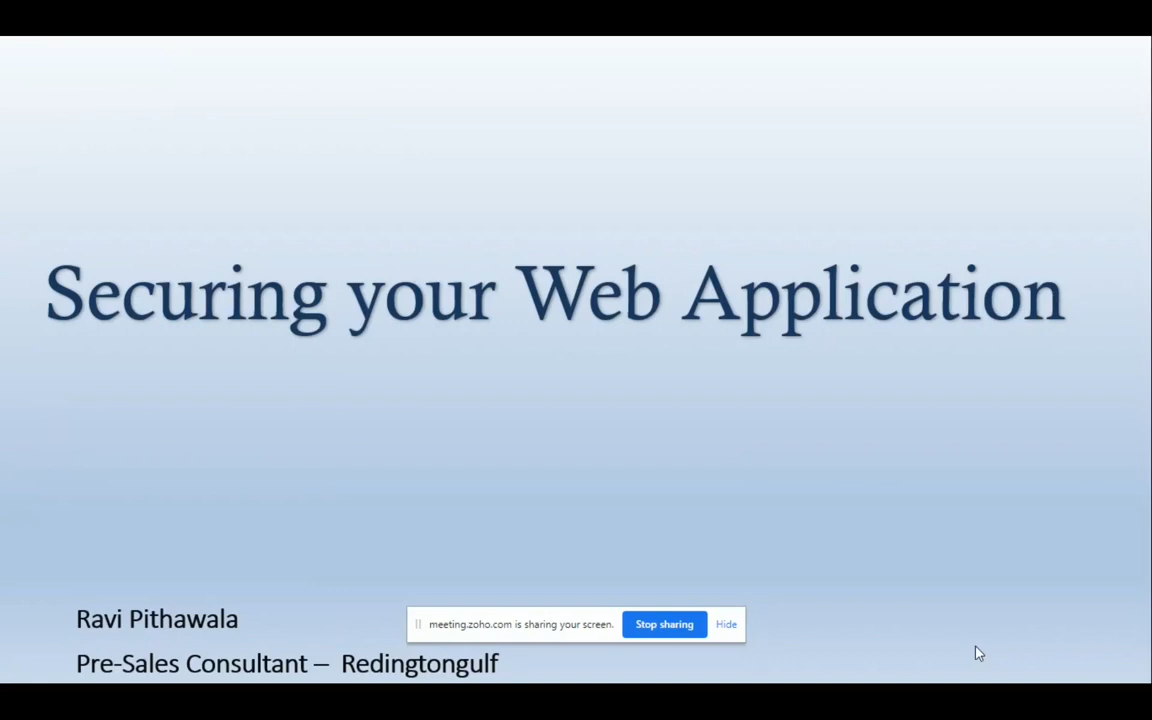 Securing your Web Application
Ravi Pithawala
meeting.zoho.com is sharing your screen. Stop sharing Hide
Pre-Sales Consultant – Redingtongulf